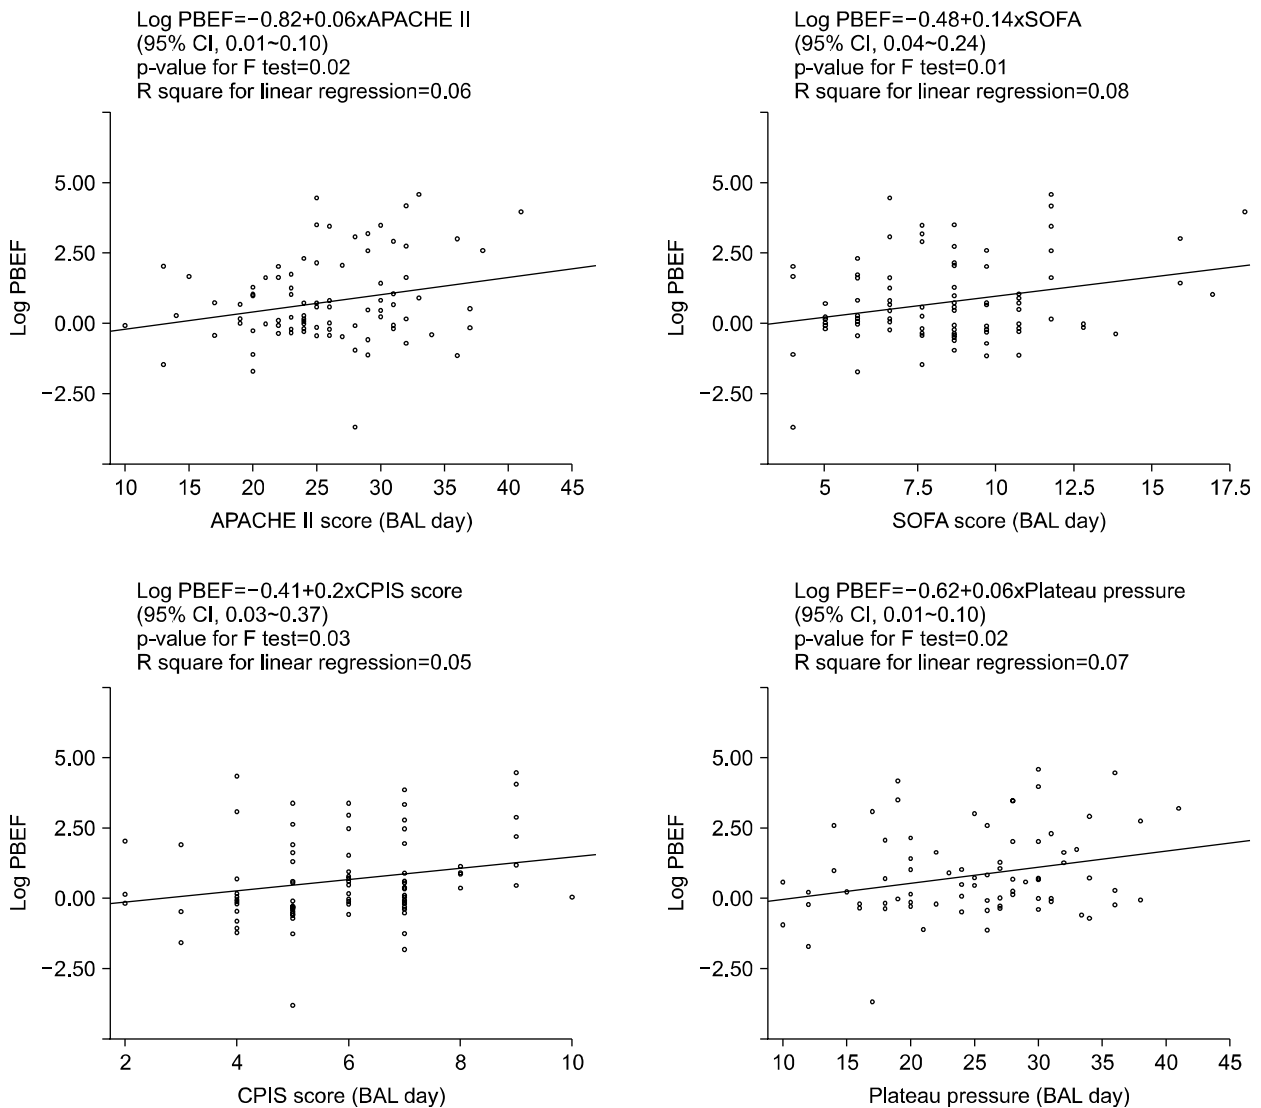 Log PBEF=−0.82+0.06xAPACHE II
(95% CI, 0.01~0.10)
p-value for F test=0.02
R square for linear regression=0.06
Log PBEF
5.00
2.50
0.00
−2.50
10 15 20 25 30 35 40 45
APACHE II score (BAL day)
Log PBEF=−0.48+0.14xSOFA
(95% CI, 0.04~0.24)
p-value for F test=0.01
R square for linear regression=0.08
Log PBEF
5.00
2.50
0.00
−2.50
5 7.5 10 12.5 15 17.5
SOFA score (BAL day)
Log PBEF=−0.41+0.2xCPIS score
(95% CI, 0.03~0.37)
p-value for F test=0.03
R square for linear regression=0.05
Log PBEF
5.00
2.50
0.00
−2.50
2 4 6 8 10
CPIS score (BAL day)
Log PBEF=−0.62+0.06xPlateau pressure
(95% CI, 0.01~0.10)
p-value for F test=0.02
R square for linear regression=0.07
Log PBEF
5.00
2.50
0.00
−2.50
10 15 20 25 30 35 40 45
Plateau pressure (BAL day)